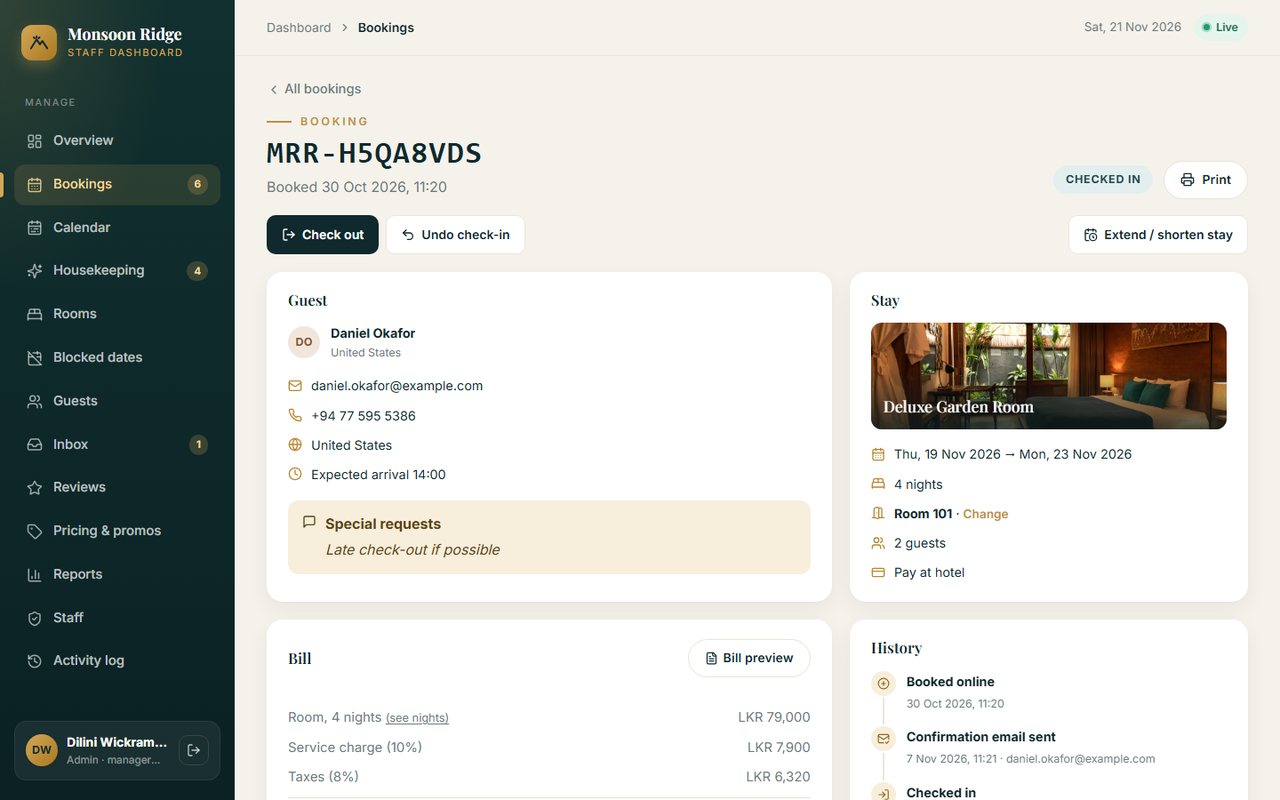 Monsoon Ridge
STAFF DASHBOARD
MANAGE
Overview
Bookings 6
Calendar
Housekeeping 4
Rooms
Blocked dates
Guests
Inbox 1
Reviews
Pricing & promos
Reports
Staff
Activity log
DW
Dilini Wickram...
Admin · manager...
Dashboard > Bookings
Sat, 21 Nov 2026 Live
All bookings
BOOKING
MRR-H5QA8VDS
Booked 30 Oct 2026, 11:20
CHECKED IN Print
Check out Undo check-in Extend / shorten stay
Guest
DO
Daniel Okafor
United States
daniel.okafor@example.com
+94 77 595 5386
United States
Expected arrival 14:00
Special requests
Late check-out if possible
Stay
Deluxe Garden Room
Thu, 19 Nov 2026 → Mon, 23 Nov 2026
4 nights
Room 101 · Change
2 guests
Pay at hotel
Bill Bill preview
Room, 4 nights (see nights) LKR 79,000
Service charge (10%) LKR 7,900
Taxes (8%) LKR 6,320
History
Booked online
30 Oct 2026, 11:20
Confirmation email sent
7 Nov 2026, 11:21 · daniel.okafor@example.com
Checked in